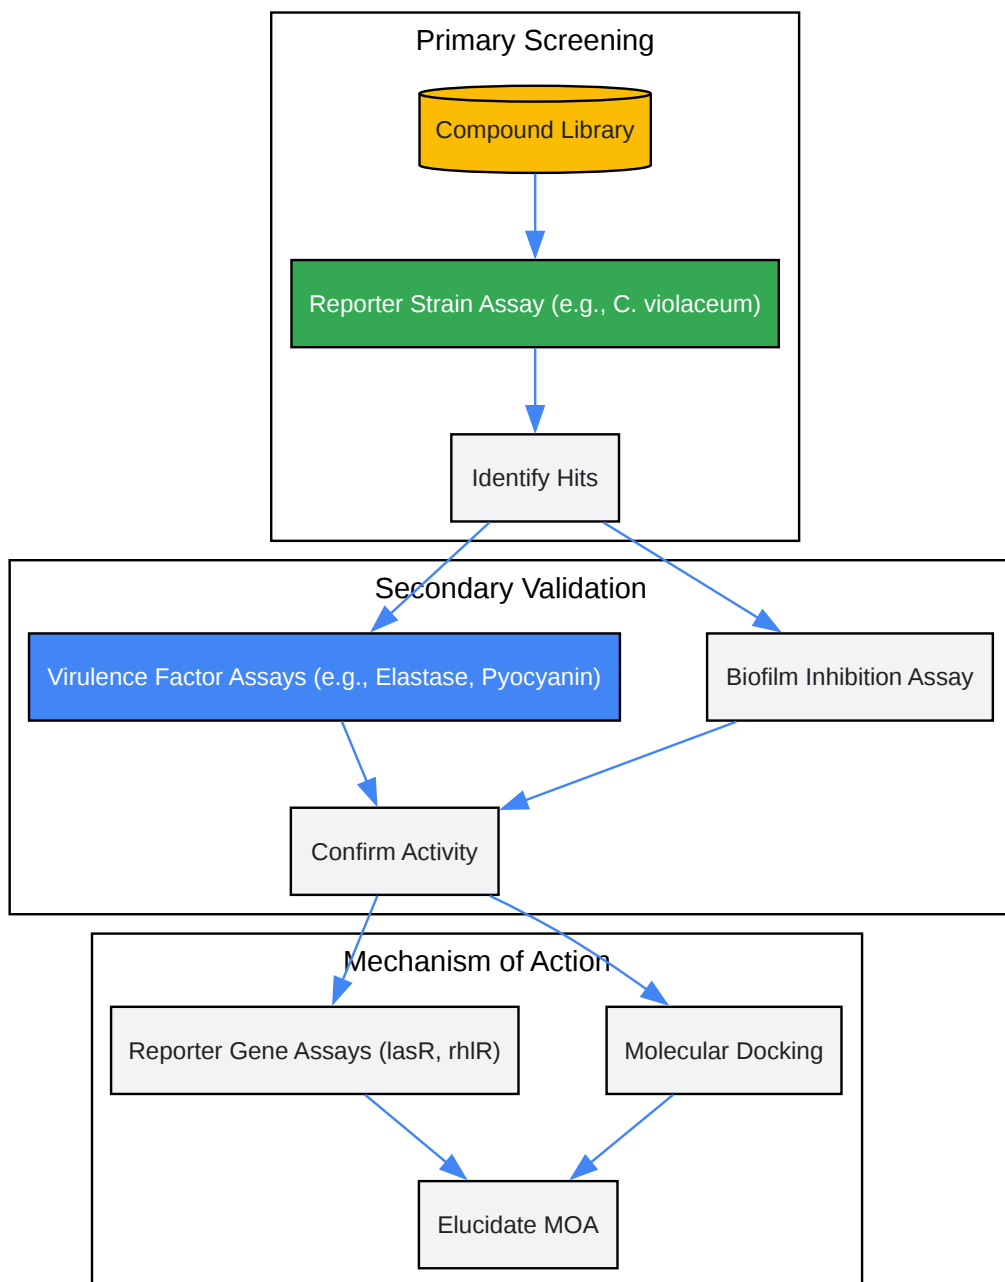 Primary Screening
Compound Library
Reporter Strain Assay (e.g., C. violaceum)
Identify Hits
Secondary Validation
Virulence Factor Assays (e.g., Elastase, Pyocyanin)
Biofilm Inhibition Assay
Confirm Activity
Mechanism of Action
Reporter Gene Assays (lasR, rhlR)
Molecular Docking
Elucidate MOA